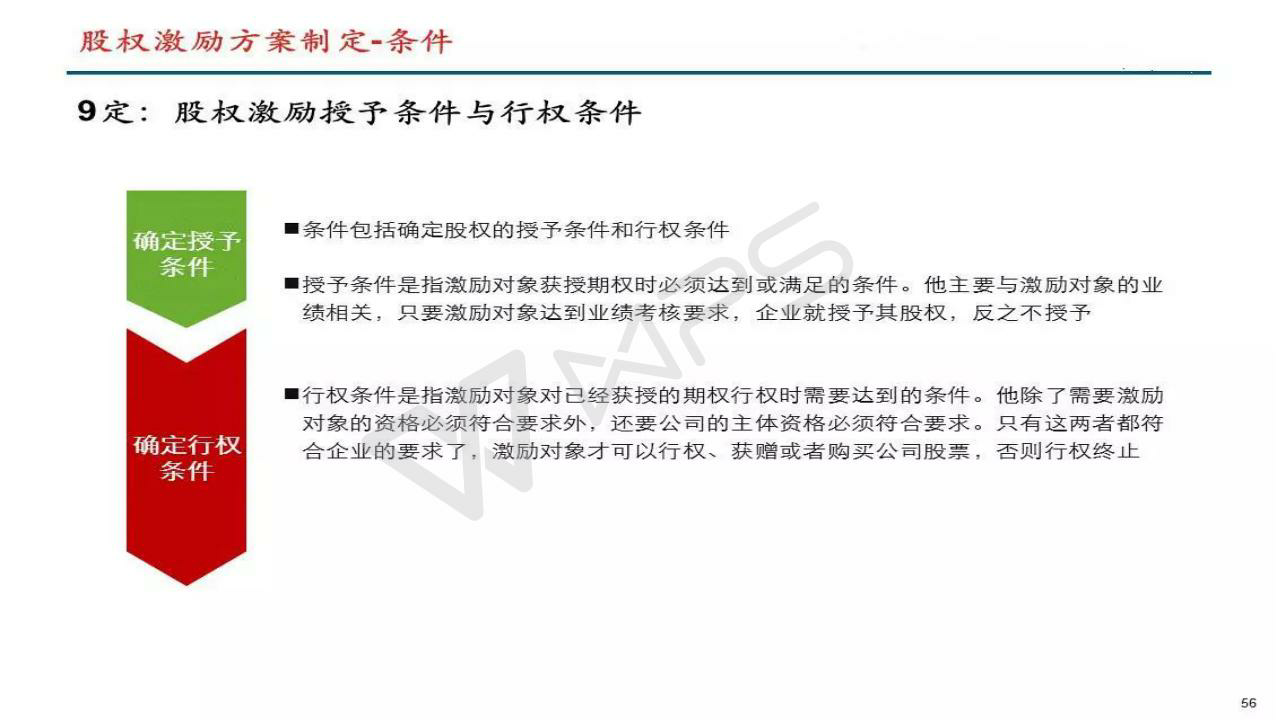 股权激励方案制定-条件
9定：股权激励授予条件与行权条件
确定授予
条件
■条件包括确定股权的授予条件和行权条件
■授予条件是指激励对象获授期权时必须达到或满足的条件。他主要与激励对象的业
绩相关，只要激励对象达到业绩考核要求，企业就授予其股权，反之不授予
确定行权
条件
■行权条件是指激励对象对已经获授的期权行权时需要达到的条件。他除了需要激励
对象的资格必须符合要求外，还要公司的主体资格必须符合要求。只有这两者都符
合企业的要求了，激励对象才可以行权、获赠或者购买公司股票，否则行权终止
WPS
56